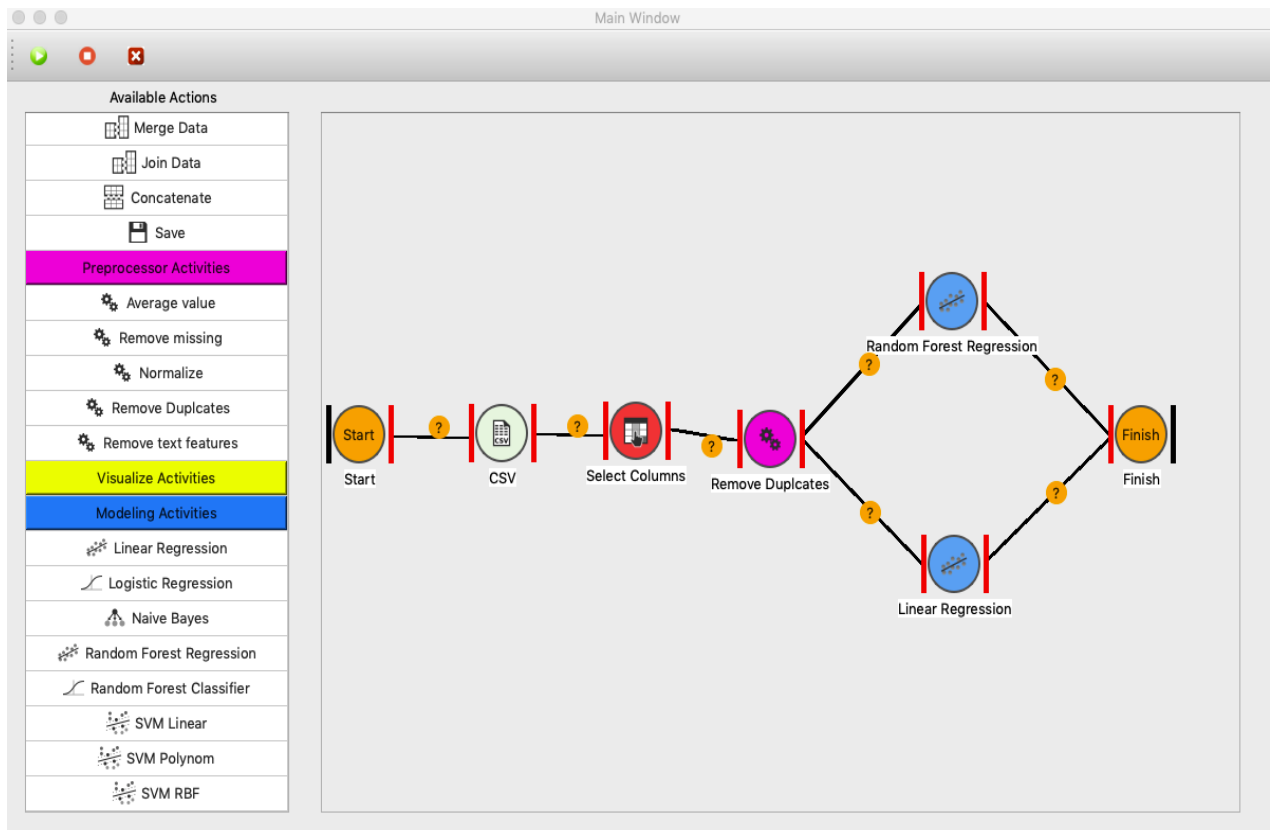 Main Window
Available Actions
Merge Data
Join Data
Concatenate
Save
Preprocessor Activities
Average value
Remove missing
Normalize
Remove Duplcates
Remove text features
Visualize Activities
Modeling Activities
Linear Regression
Logistic Regression
Naive Bayes
Random Forest Regression
Random Forest Classifier
SVM Linear
SVM Polynom
SVM RBF
Start
Start
?
CSV
CSV
?
Select Columns
?
Remove Duplcates
?
Random Forest Regression
?
?
Linear Regression
?
Finish
Finish